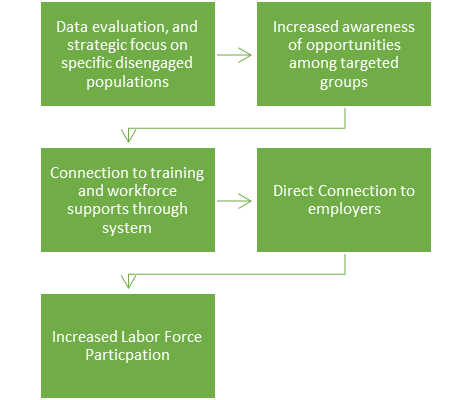 Data evaluation, and
strategic focus on
specific disengaged
populations
Increased awareness
of opportunities
among targeted
groups
Connection to training
and workforce
supports through
system
Direct Connection to
employers
Increased Labor Force
Particpation